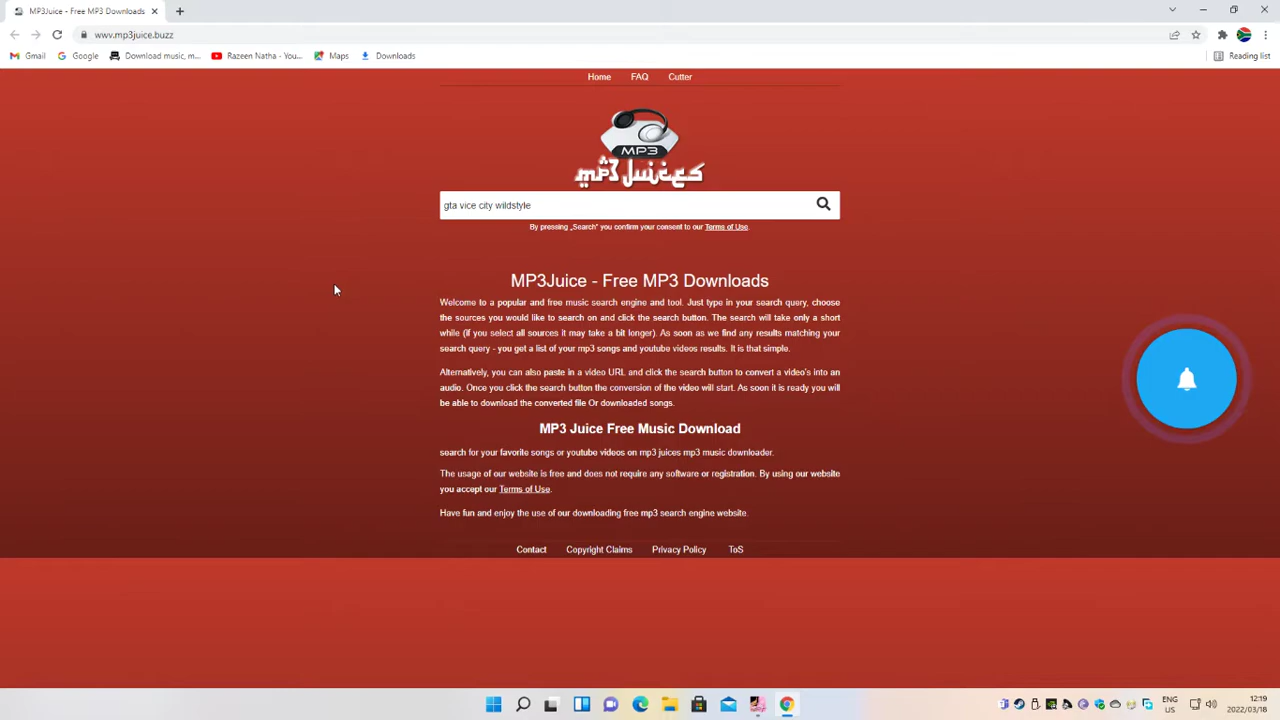 MP3Juice - Free MP3 Downloads
www.mp3juice.buzz
Gmail
Google
Download music, m...
Razeen Natha - You...
Maps
Downloads
Reading list
Home
FAQ
Cutter
MP3
mp3 Juices
gta vice city wildstyle
By pressing „Search" you confirm your consent to our Terms of Use.
MP3Juice - Free MP3 Downloads
Welcome to a popular and free music search engine and tool. Just type in your search query, choose
the sources you would like to search on and click the search button. The search will take only a short
while (if you select all sources it may take a bit longer). As soon as we find any results matching your
search query - you get a list of your mp3 songs and youtube videos results. It is that simple.
Alternatively, you can also paste in a video URL and click the search button to convert a video's into an
audio. Once you click the search button the conversion of the video will start. As soon it is ready you will
be able to download the converted file Or downloaded songs.
MP3 Juice Free Music Download
search for your favorite songs or youtube videos on mp3 juices mp3 music downloader.
The usage of our website is free and does not require any software or registration. By using our website
you accept our Terms of Use.
Have fun and enjoy the use of our downloading free mp3 search engine website.
Contact
Copyright Claims
Privacy Policy
ToS
ENG
US
12:19
2022/03/18